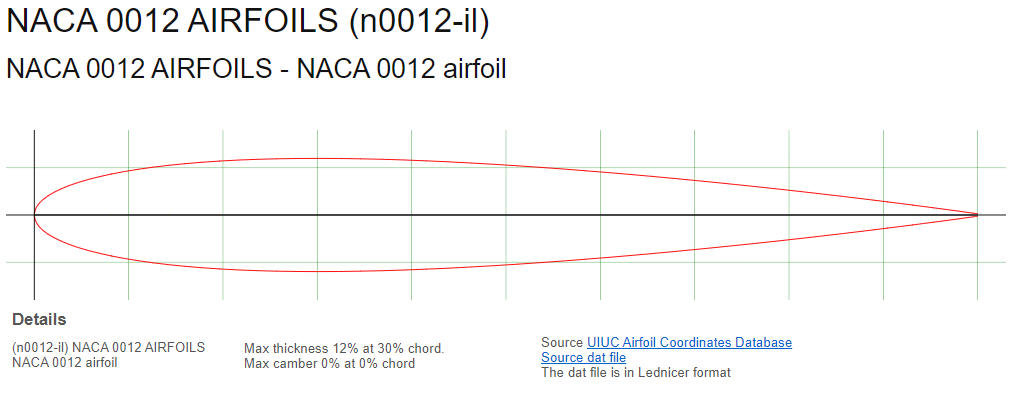 NACA 0012 AIRFOILS (n0012-il)
NACA 0012 AIRFOILS - NACA 0012 airfoil
Details
(n0012-il) NACA 0012 AIRFOILS
NACA 0012 airfoil
Max thickness 12% at 30% chord.
Max camber 0% at 0% chord
Source UIUC Airfoil Coordinates Database
Source dat file
The dat file is in Lednicer format